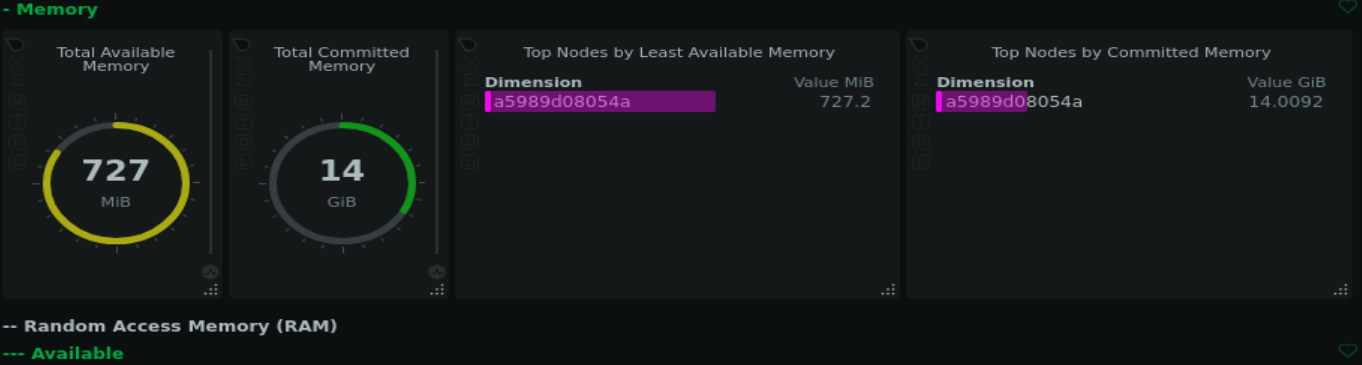 - Memory
Total Available
Memory
727
MiB
Total Committed
Memory
14
GiB
Top Nodes by Least Available Memory
Dimension Value MiB
a5989d08054a 727.2
Top Nodes by Committed Memory
Dimension Value GiB
a5989d08054a 14.0092
-- Random Access Memory (RAM)
--- Available